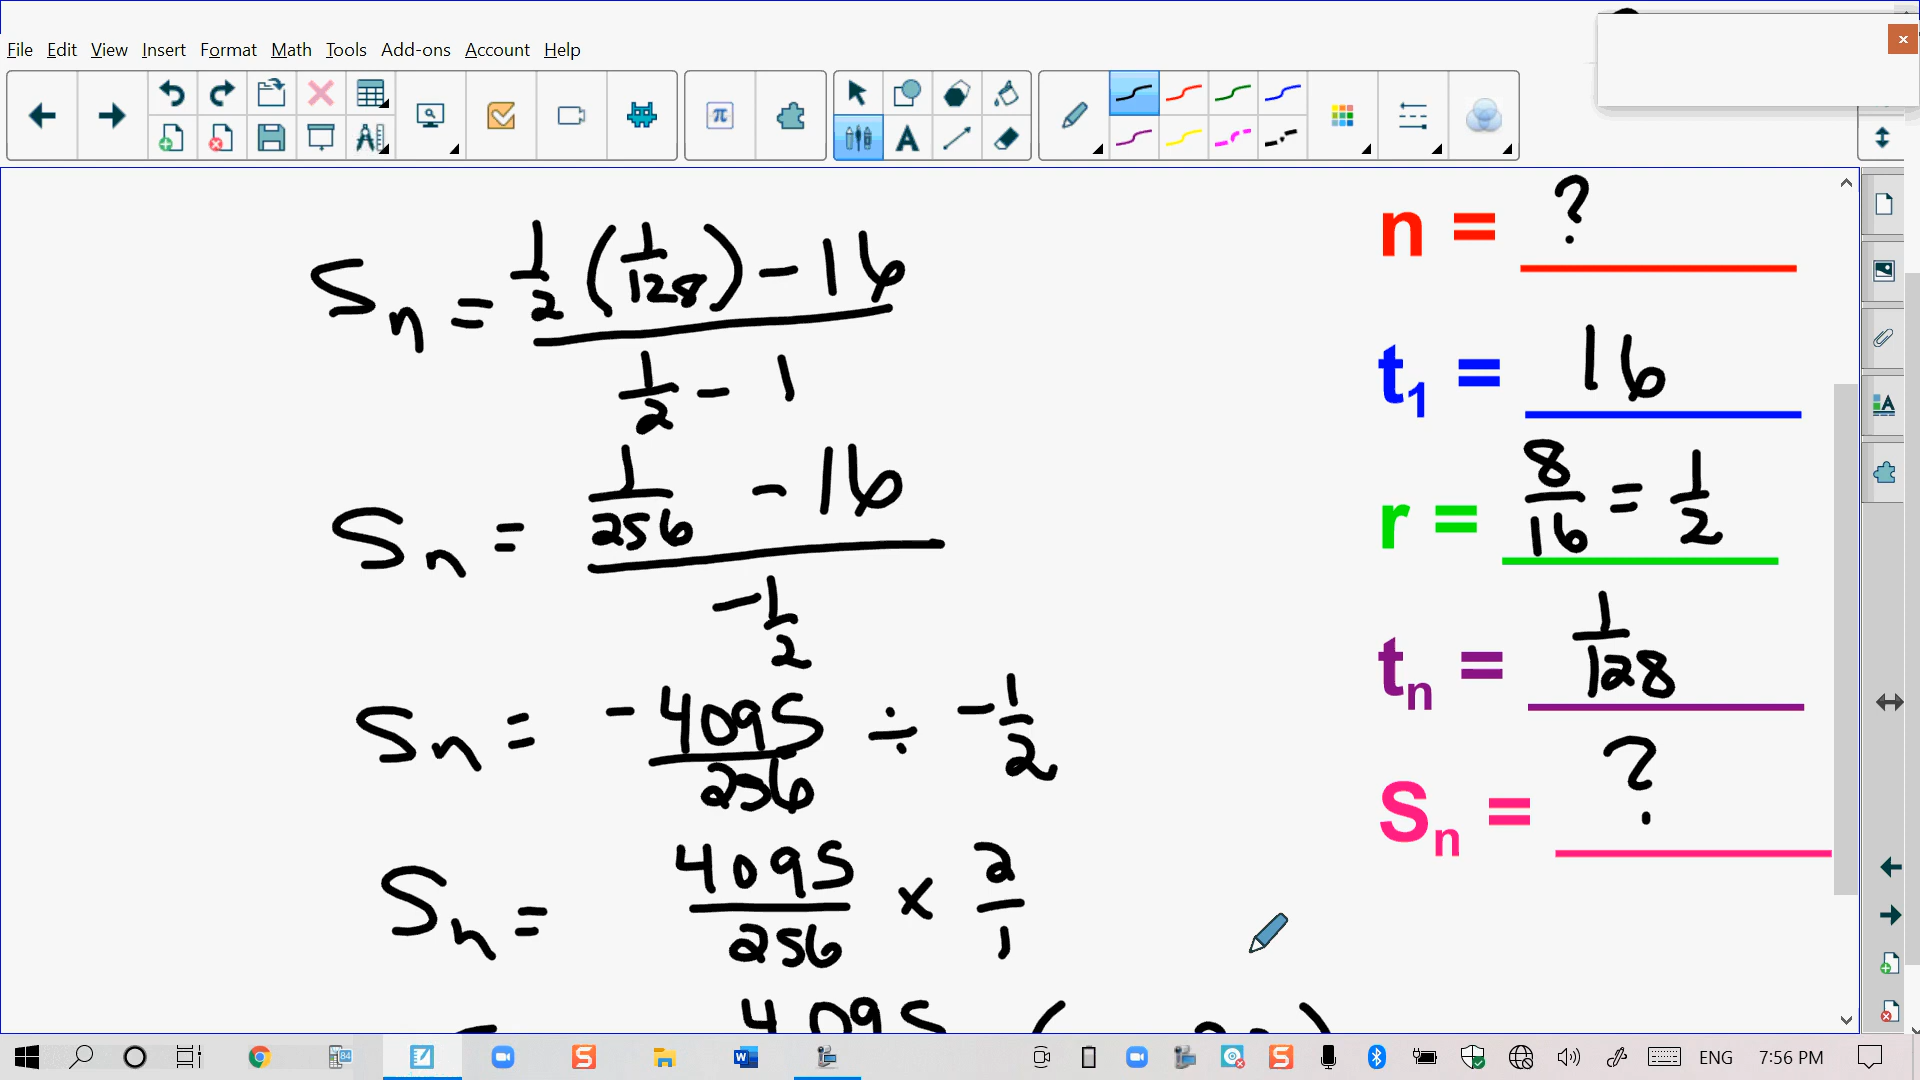 File Edit View Insert Format Math Tools Add-ons Account Help
n = ?
t₁ = 16
r = 8/16 = 1/2
tₙ = 1/128
Sₙ = ?
Sₙ = (1/2 (1/128) - 16) / (1/2 - 1)
Sₙ = (1/256 - 16) / (-1/2)
Sₙ = -4095/256 ÷ -1/2
Sₙ = 4095/256 × 2/1
4095
ENG 7:56 PM